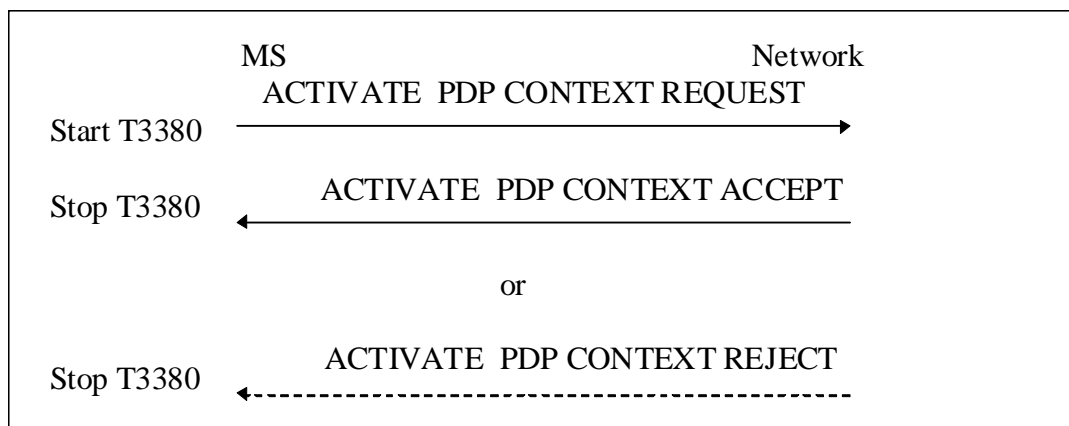 MS Network
ACTIVATE PDP CONTEXT REQUEST
Start T3380
ACTIVATE PDP CONTEXT ACCEPT
Stop T3380
or
ACTIVATE PDP CONTEXT REJECT
Stop T3380